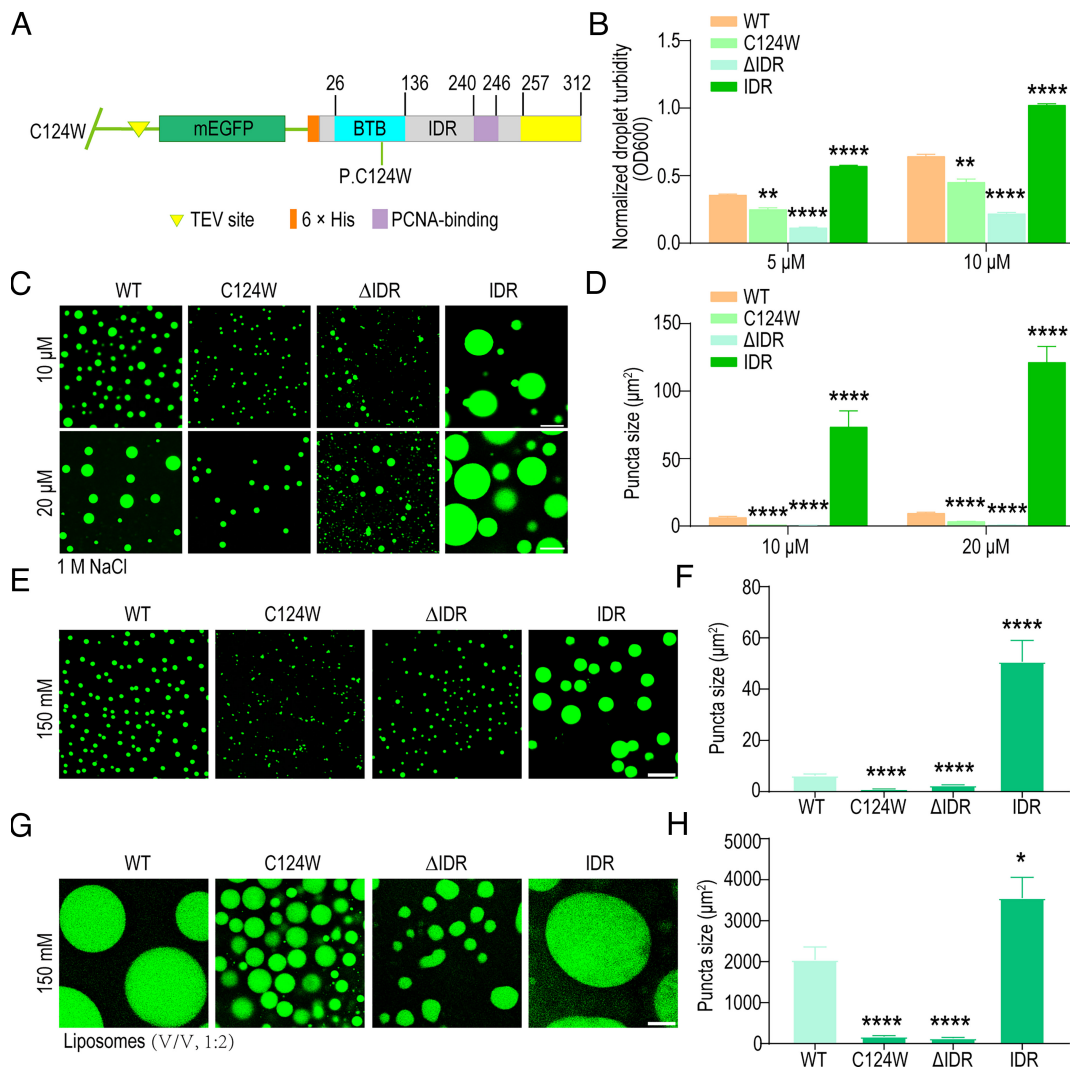 A
26 136 240 246 257 312
C124W
mEGFP
BTB
IDR
P.C124W
TEV site
6 × His
PCNA-binding
B
WT
C124W
ΔIDR
IDR
Normalized droplet turbidity
(OD600)
1.5
1.0
0.5
0.0
** **** ****
** **** ****
5 µM 10 µM
C
WT C124W ΔIDR IDR
10 µM
20 µM
1 M NaCl
D
WT
C124W
ΔIDR
IDR
Puncta size (µm²)
150
100
50
0
**** **** ****
**** **** ****
10 µM 20 µM
E
WT C124W ΔIDR IDR
150 mM
F
Puncta size (µm²)
80
60
40
20
0
**** **** ****
WT C124W ΔIDR IDR
G
WT C124W ΔIDR IDR
150 mM
Liposomes (V/V, 1:2)
H
Puncta size (µm²)
5000
4000
3000
2000
1000
0
**** **** *
WT C124W ΔIDR IDR